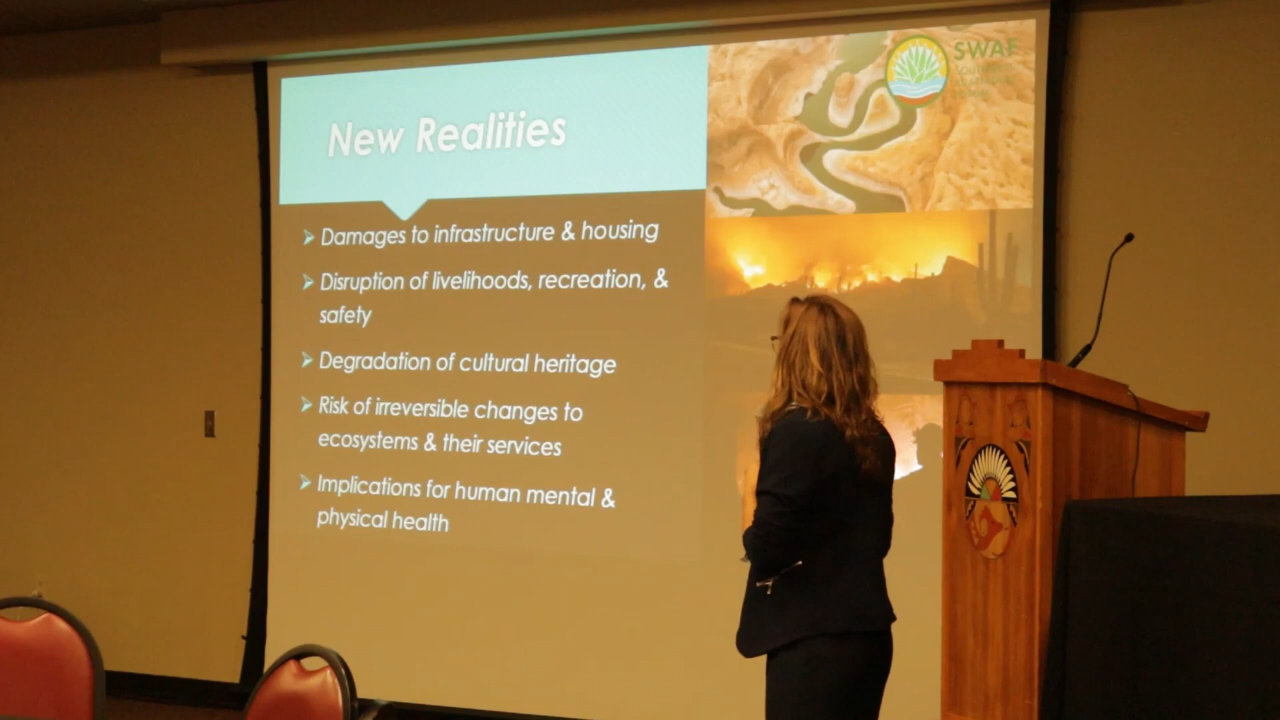 New Realities
SWAF
Damages to infrastructure & housing
Disruption of livelihoods, recreation, &
safety
Degradation of cultural heritage
Risk of irreversible changes to
ecosystems & their services
Implications for human mental &
physical health